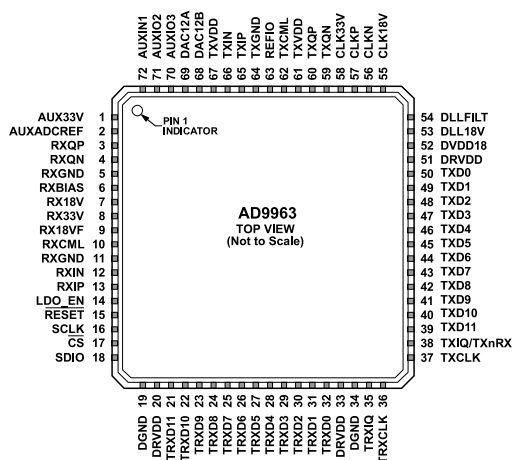 72 AUXIN1
71 AUXIO2
70 AUXIO3
69 DAC12A
68 DAC12B
67 TXVDD
66 TXIN
65 TXIP
64 TXGND
63 REFIO
62 TXCML
61 TXVDD
60 TXQP
59 TXQN
58 CLK33V
57 CLKP
56 CLKN
55 CLK18V
AUX33V 1
AUXADCREF 2
RXQP 3
RXQN 4
RXGND 5
RXBIAS 6
RX18V 7
RX33V 8
RX18VF 9
RXCML 10
RXGND 11
RXIN 12
RXIP 13
LDO_EN 14
RESET 15
SCLK 16
CS 17
SDIO 18
PIN 1
INDICATOR
AD9963
TOP VIEW
(Not to Scale)
54 DLLFILT
53 DLL18V
52 DVDD18
51 DRVDD
50 TXD0
49 TXD1
48 TXD2
47 TXD3
46 TXD4
45 TXD5
44 TXD6
43 TXD7
42 TXD8
41 TXD9
40 TXD10
39 TXD11
38 TXIQ/TXnRX
37 TXCLK
DGND 19
DRVDD 20
TRXD11 21
TRXD10 22
TRXD9 23
TRXD8 24
TRXD7 25
TRXD6 26
TRXD5 27
TRXD4 28
TRXD3 29
TRXD2 30
TRXD1 31
TRXD0 32
DRVDD 33
DGND 34
TRXIQ 35
TRXCLK 36